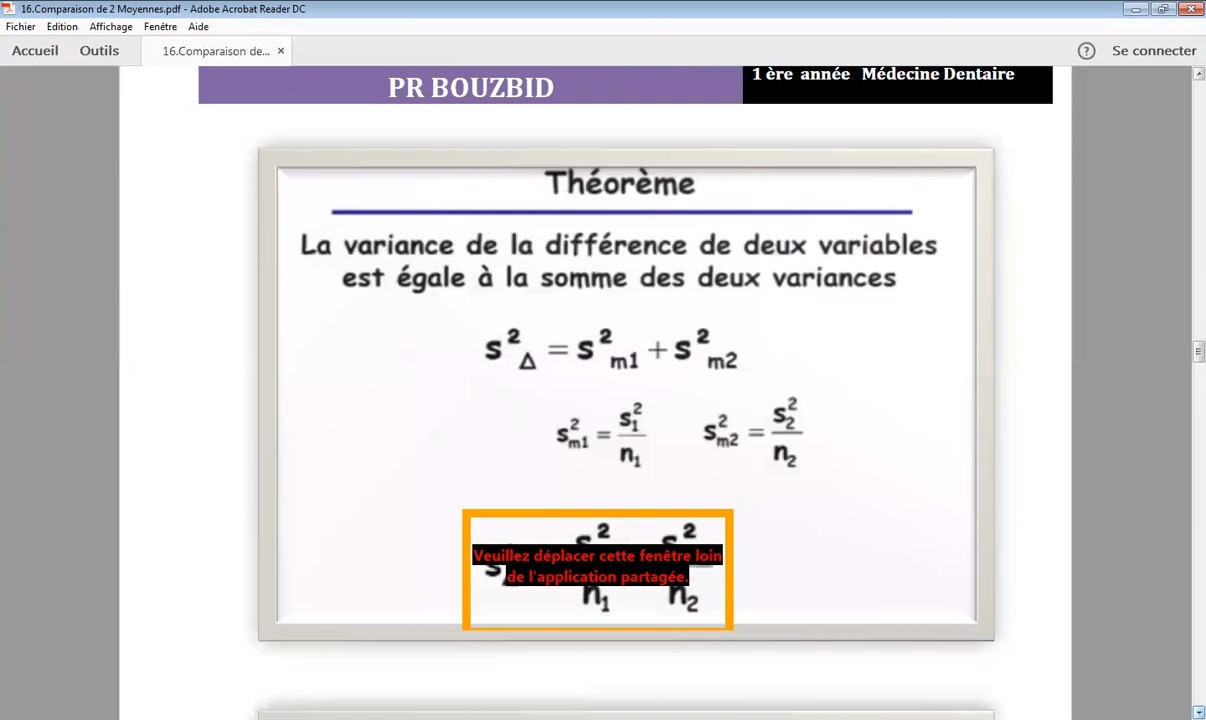 16.Comparaison de 2 Moyennes.pdf - Adobe Acrobat Reader DC
Fichier Edition Affichage Fenêtre Aide
Accueil Outils 16.Comparaison de... × ? Se connecter
PR BOUZBID
1 ère année Médecine Dentaire
Théorème
La variance de la différence de deux variables
est égale à la somme des deux variances
s²Δ = s²m1 + s²m2
s²m1 = s₁²/n₁ s²m2 = s₂²/n₂
Veuillez déplacer cette fenêtre loin
de l'application partagée.
n₁ n₂